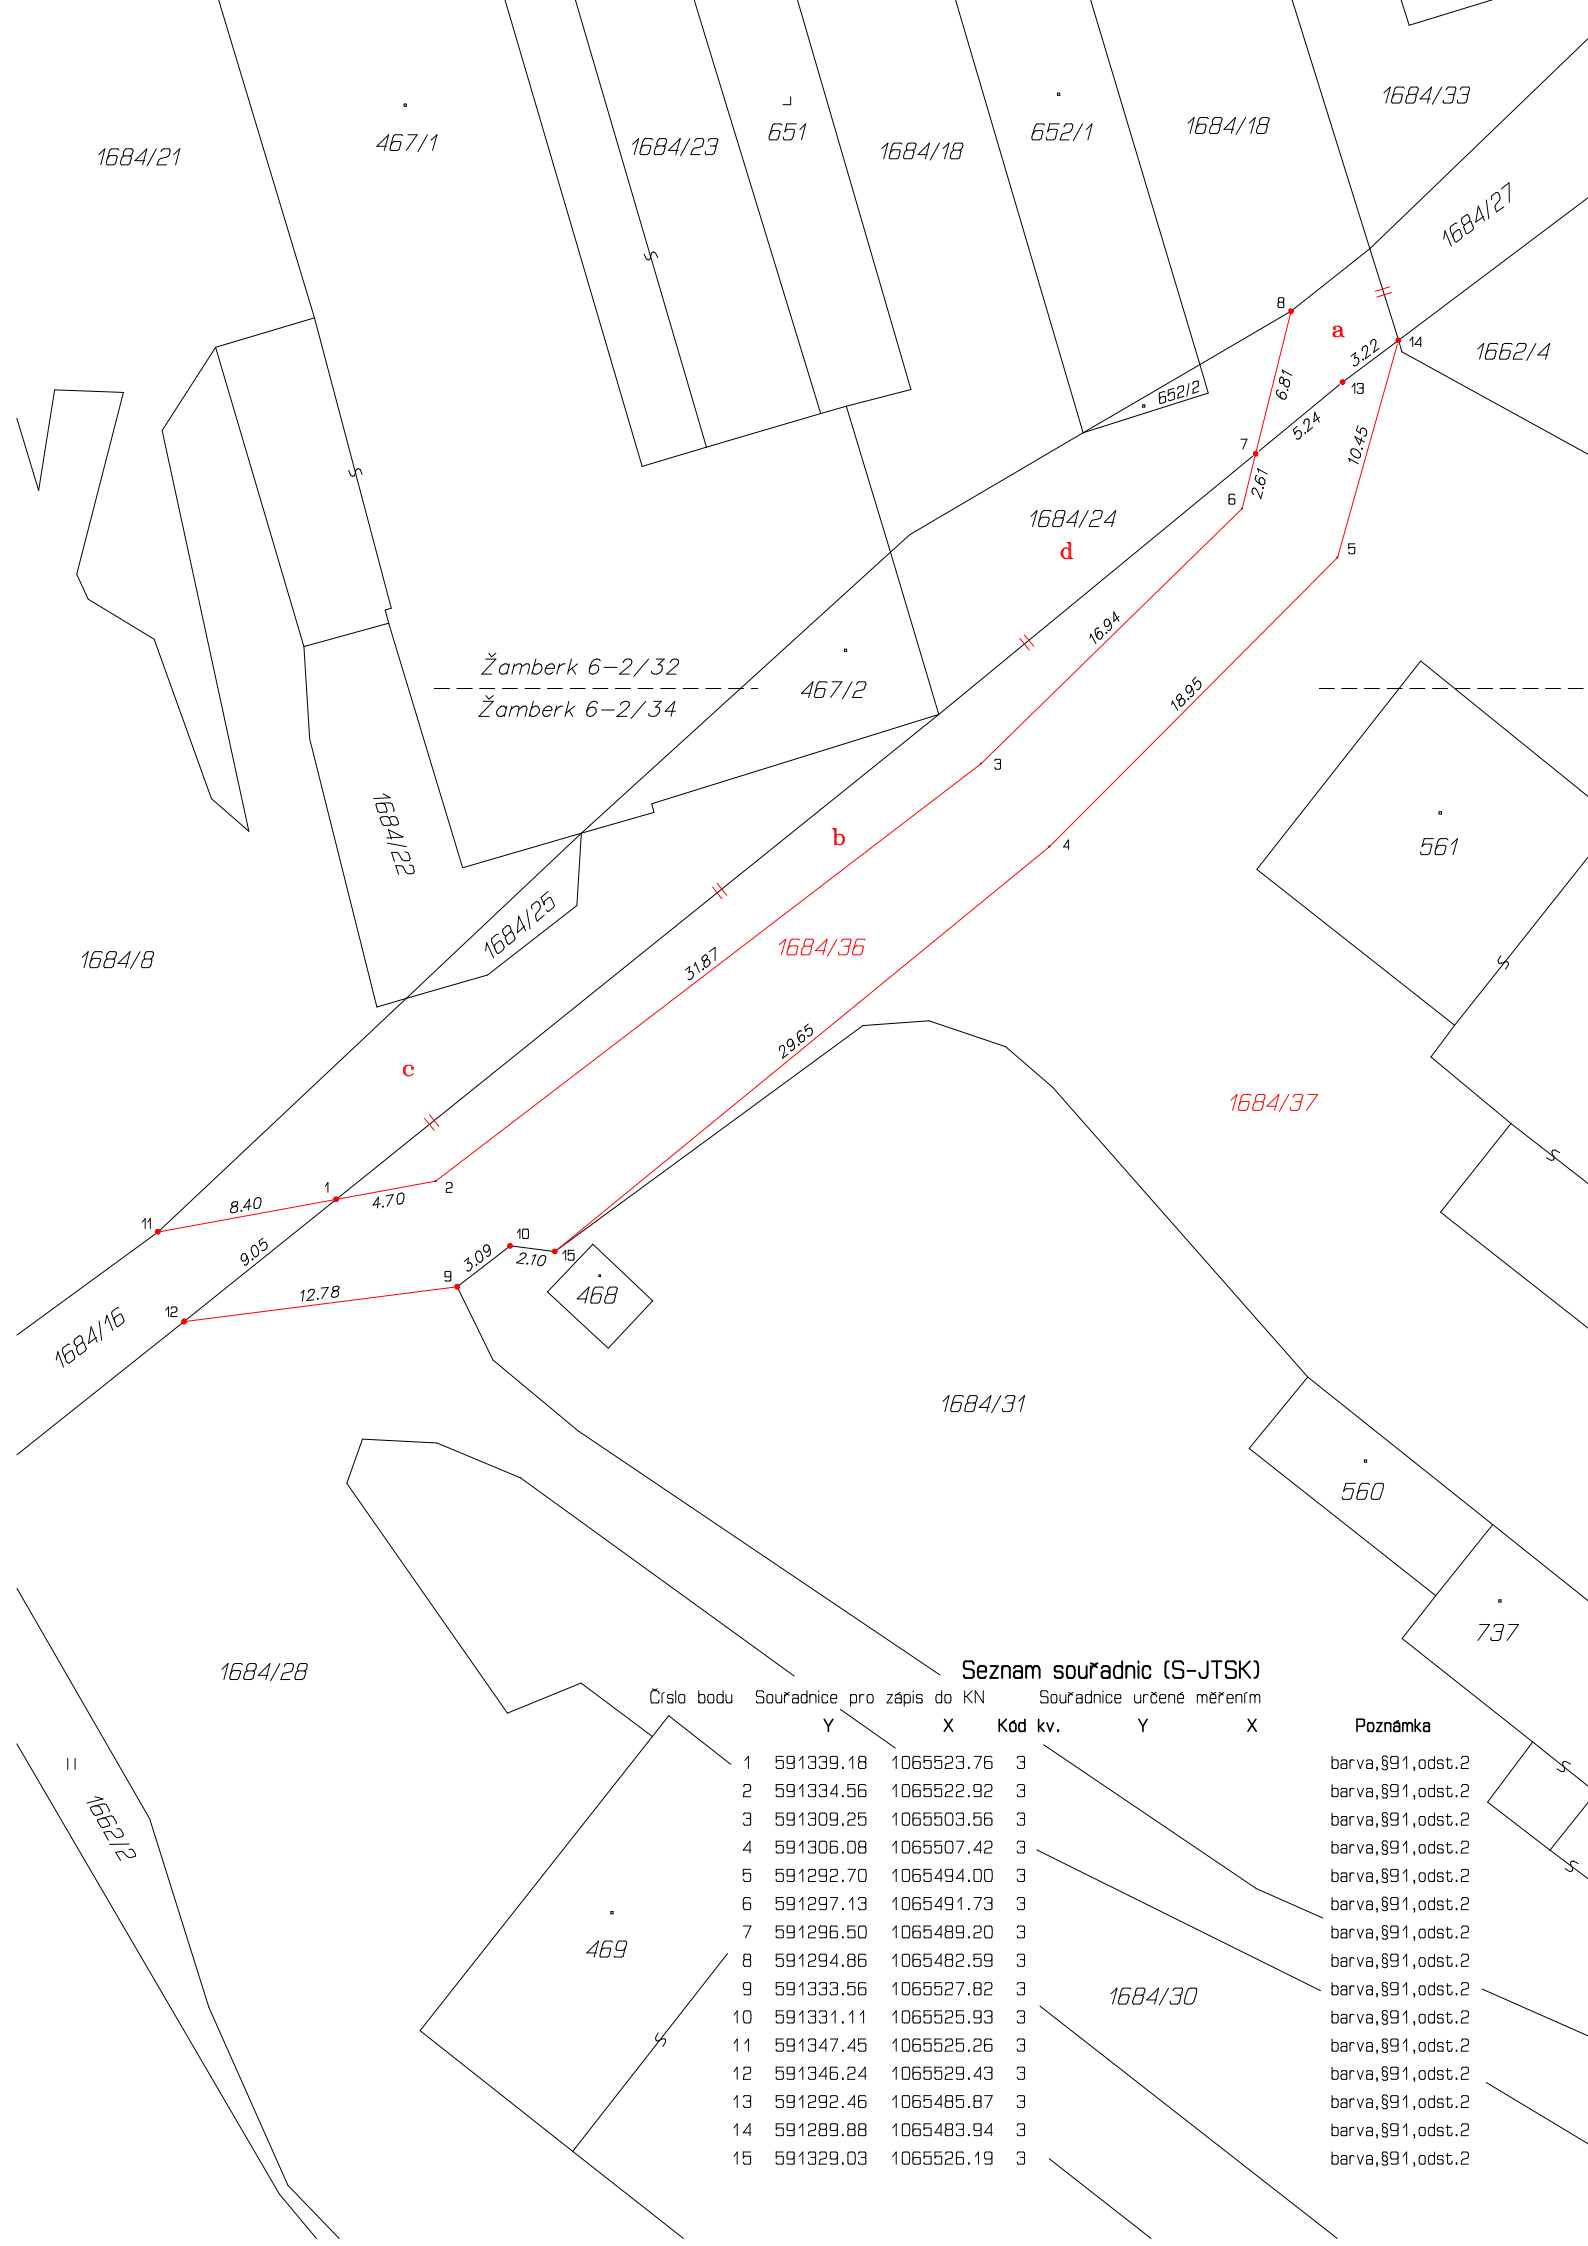 1684/33
1684/21
467/1
1684/23
651
1684/18
652/1
1684/18
1684/27
8
a
14
3.22
1662/4
13
6.81
652/2
5.24
10.45
7
2.61
6
1684/24
d
5
16.94
Žamberk 6-2/32
Žamberk 6-2/34
467/2
18.95
3
1684/22
b
4
561
1684/25
1684/36
31.87
1684/8
29.65
c
1684/37
1
2
8.40
4.70
11
9.05
10
3.09
2.10
15
9
12.78
468
12
1684/16
1684/31
560
737
1684/28
Seznam souřadnic (S-JTSK)
Číslo bodu Souřadnice pro zápis do KN Souřadnice určené měřením
Y X Kód kv. Y X Poznámka
1 591339.18 1065523.76 3 barva,§91,odst.2
2 591334.56 1065522.92 3 barva,§91,odst.2
3 591309.25 1065503.56 3 barva,§91,odst.2
4 591306.08 1065507.42 3 barva,§91,odst.2
5 591292.70 1065494.00 3 barva,§91,odst.2
6 591297.13 1065491.73 3 barva,§91,odst.2
7 591296.50 1065489.20 3 barva,§91,odst.2
8 591294.86 1065482.59 3 barva,§91,odst.2
9 591333.56 1065527.82 3 barva,§91,odst.2
10 591331.11 1065525.93 3 barva,§91,odst.2
11 591347.45 1065525.26 3 barva,§91,odst.2
12 591346.24 1065529.43 3 barva,§91,odst.2
13 591292.46 1065485.87 3 barva,§91,odst.2
14 591289.88 1065483.94 3 barva,§91,odst.2
15 591329.03 1065526.19 3 barva,§91,odst.2
1662/2
469
1684/30